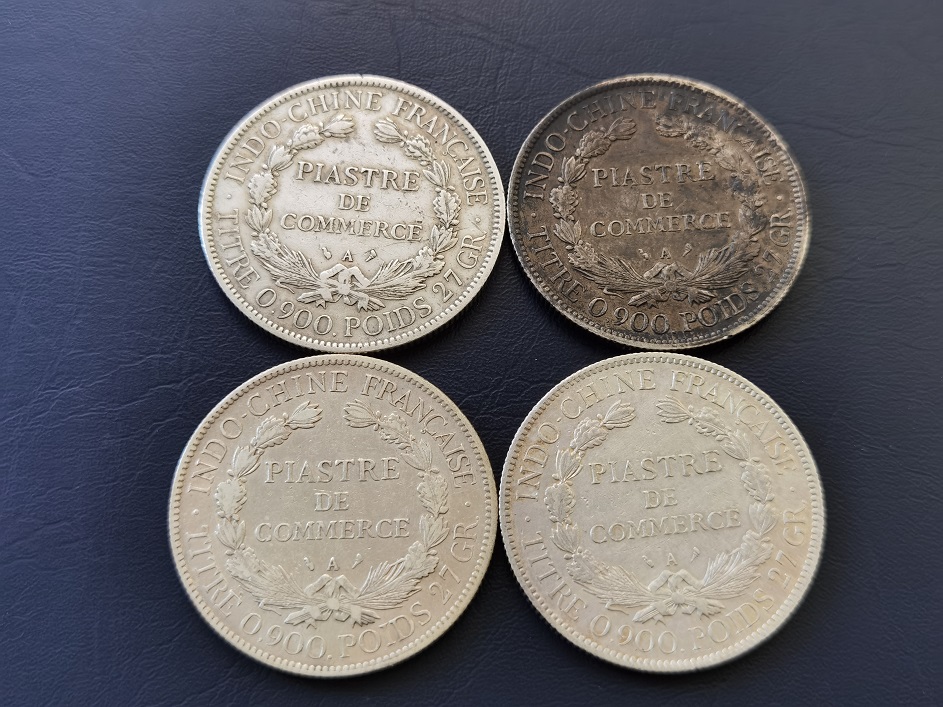 INDO-CHINE FRANÇAISE
PIASTRE
DE
COMMERCE
A
TITRE 0,900. POIDS 27 GR.
INDO-CHINE FRANÇAISE
PIASTRE
DE
COMMERCE
A
TITRE 0,900. POIDS 27 GR.
INDO-CHINE FRANÇAISE
PIASTRE
DE
COMMERCE
A
TITRE 0,900. POIDS 27 GR.
INDO-CHINE FRANÇAISE
PIASTRE
DE
COMMERCE
A
TITRE 0,900. POIDS 27 GR.